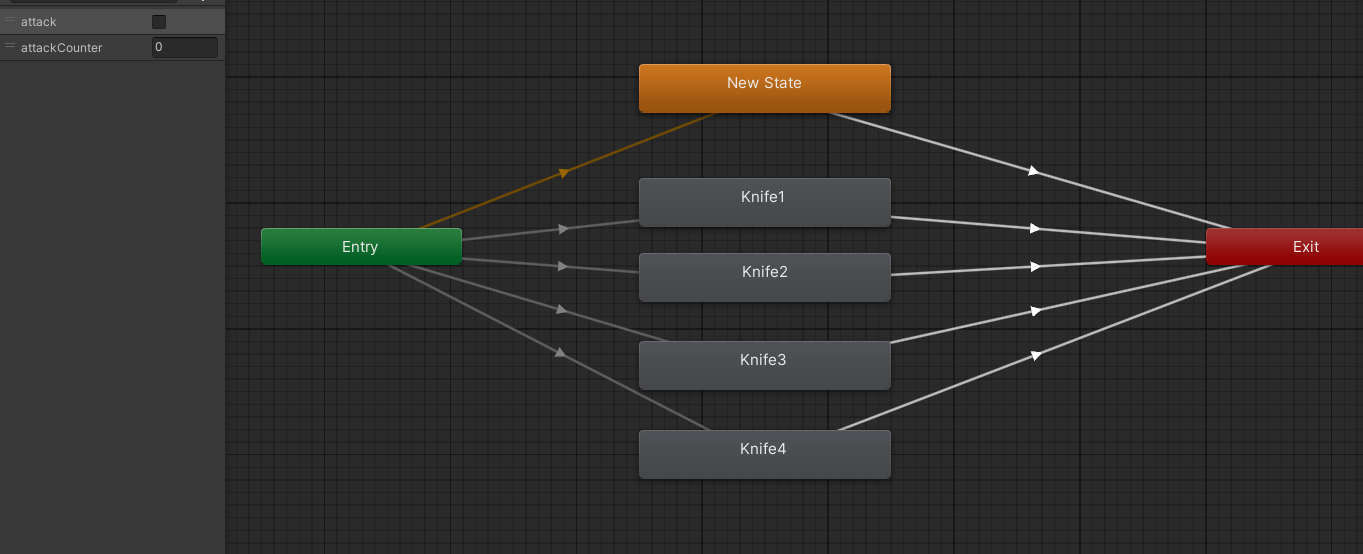 attack
attackCounter 0
New State
Knife1
Entry
Exit
Knife2
Knife3
Knife4